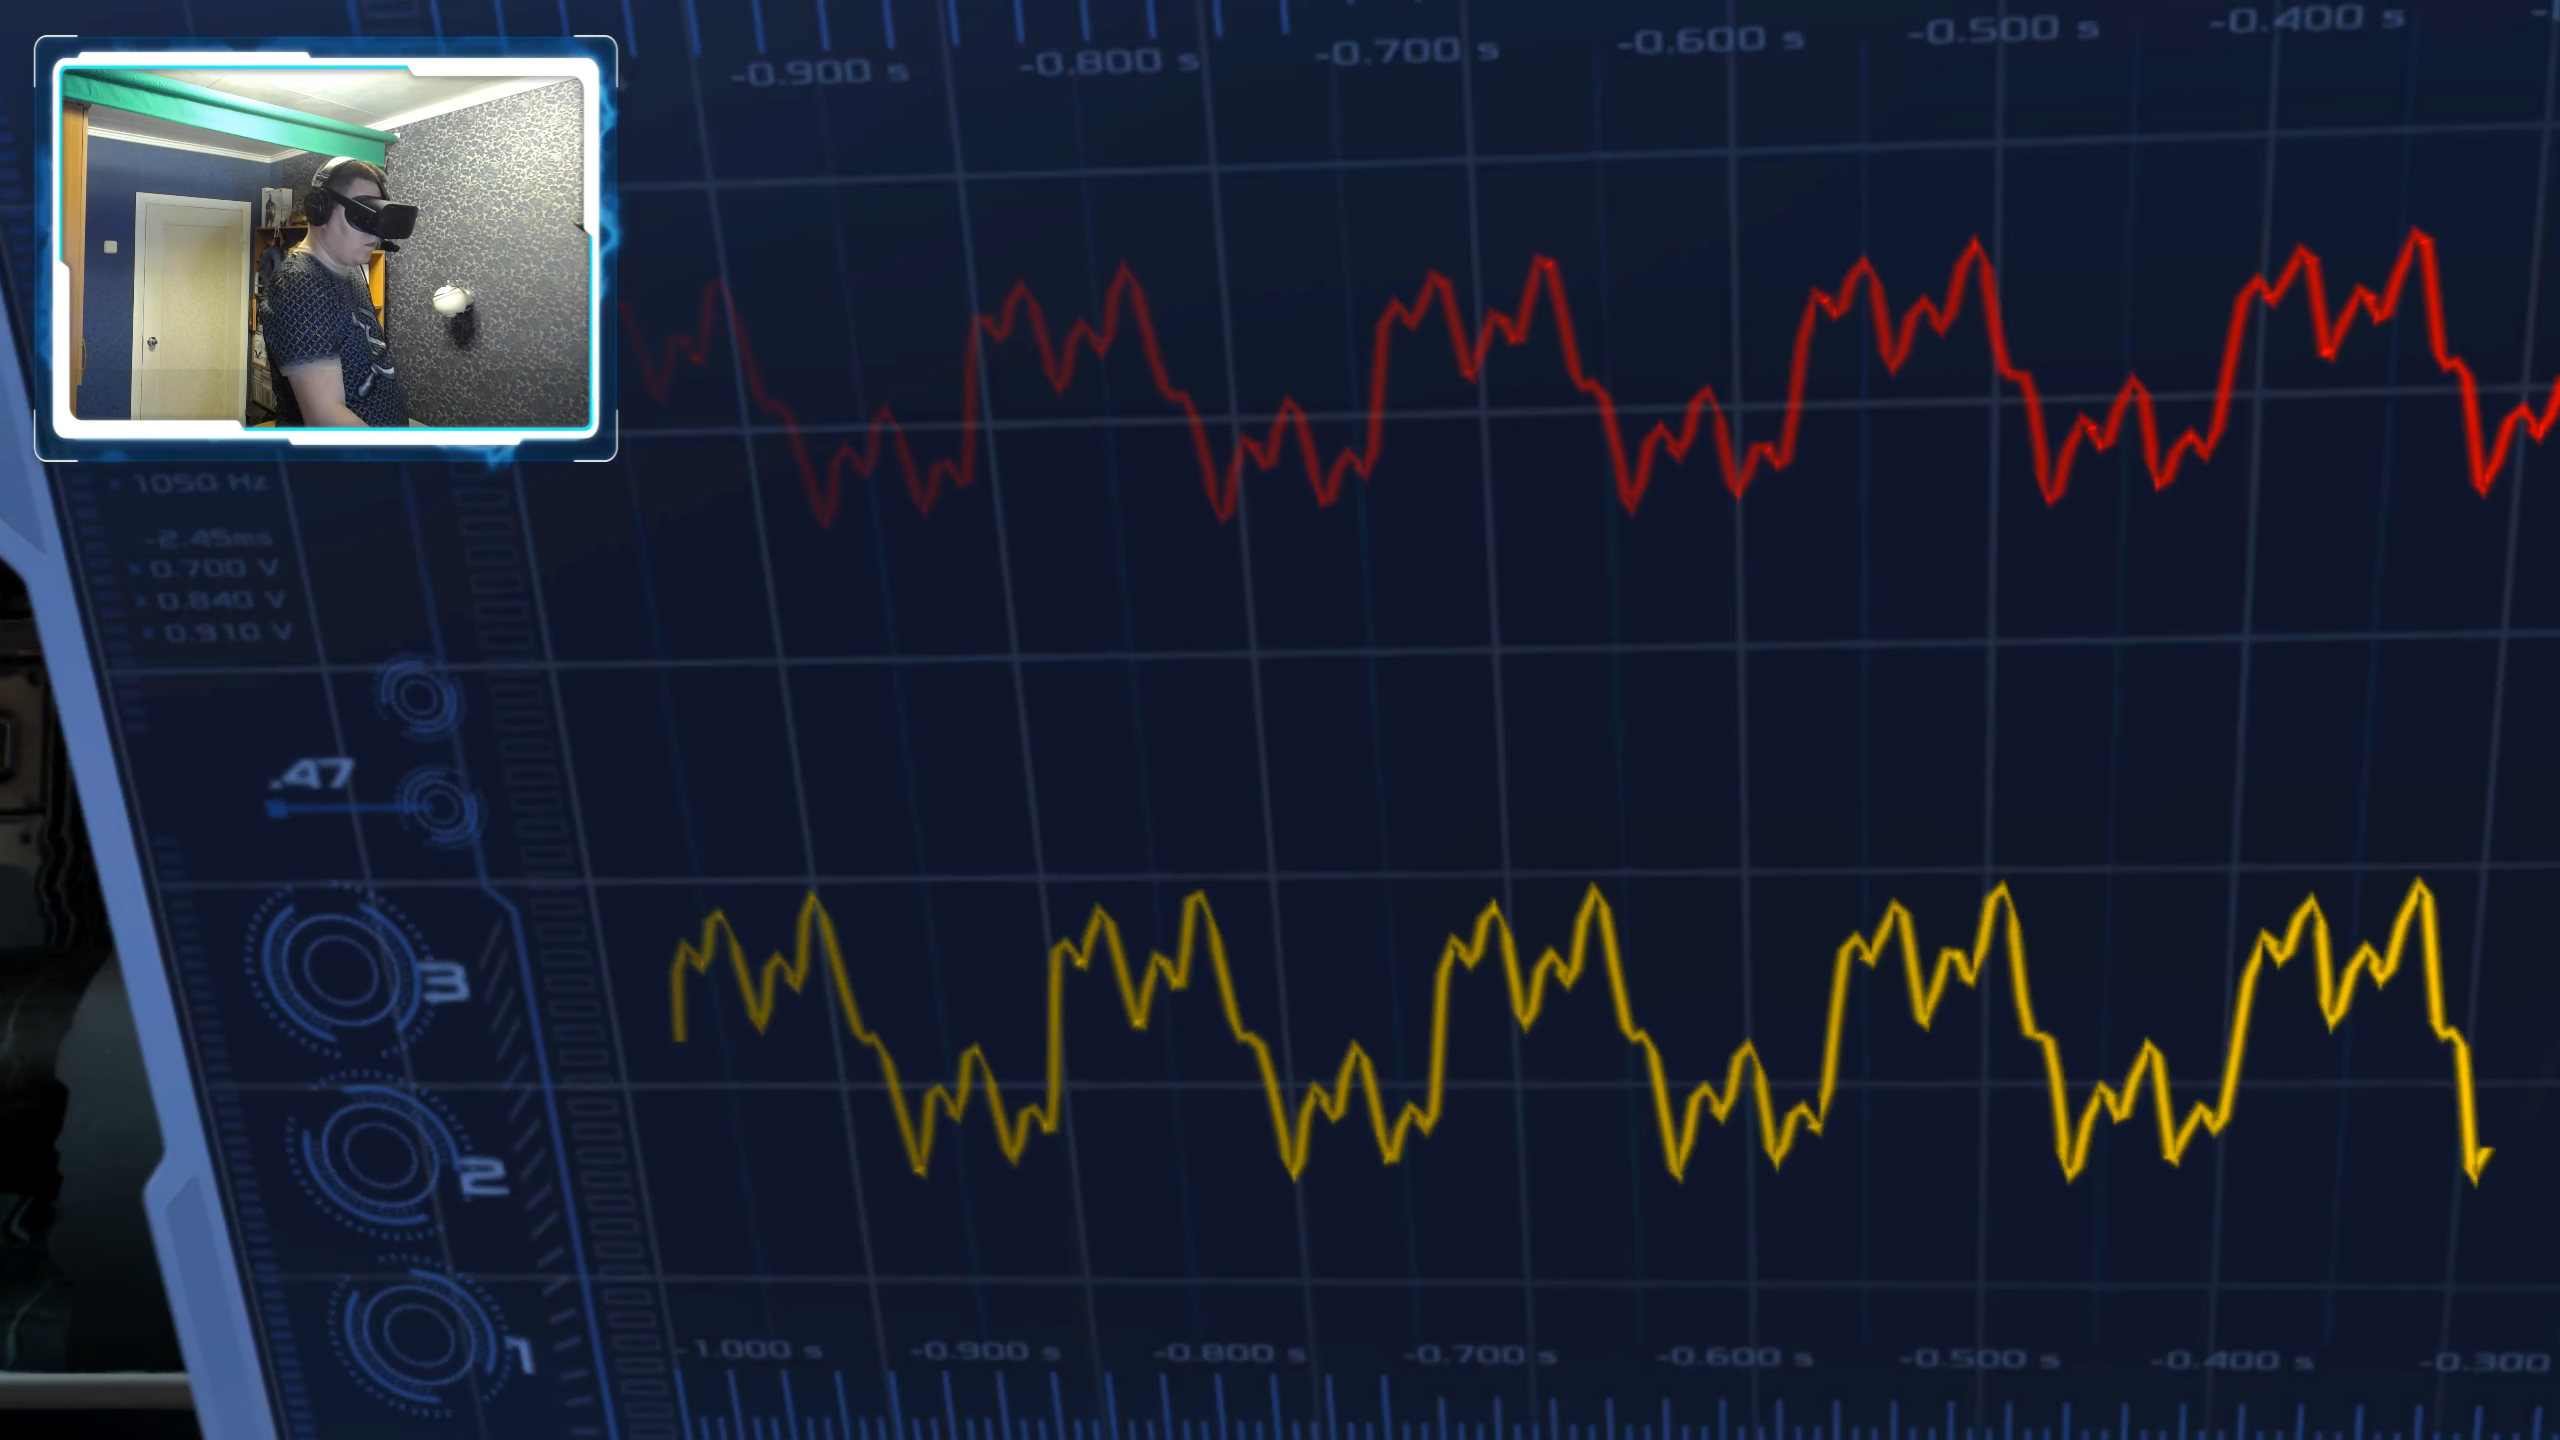 -0.900 s
-0.800 s
-0.700 s
-0.600 s
-0.500 s
-0.400 s
1050 Hz
-2.45ms
0.700 V
0.840 V
0.910 V
.47
3
2
1
-1.000 s
-0.900 s
-0.800 s
-0.700 s
-0.600 s
-0.500 s
-0.400 s
-0.300